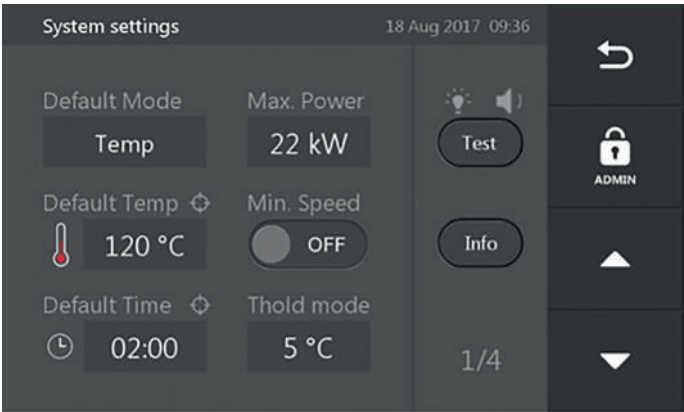 System settings 18 Aug 2017 09:36
Default Mode Max. Power
Temp 22 kW Test
ADMIN
Default Temp Min. Speed
120 °C OFF Info
Default Time Thold mode
02:00 5 °C 1/4